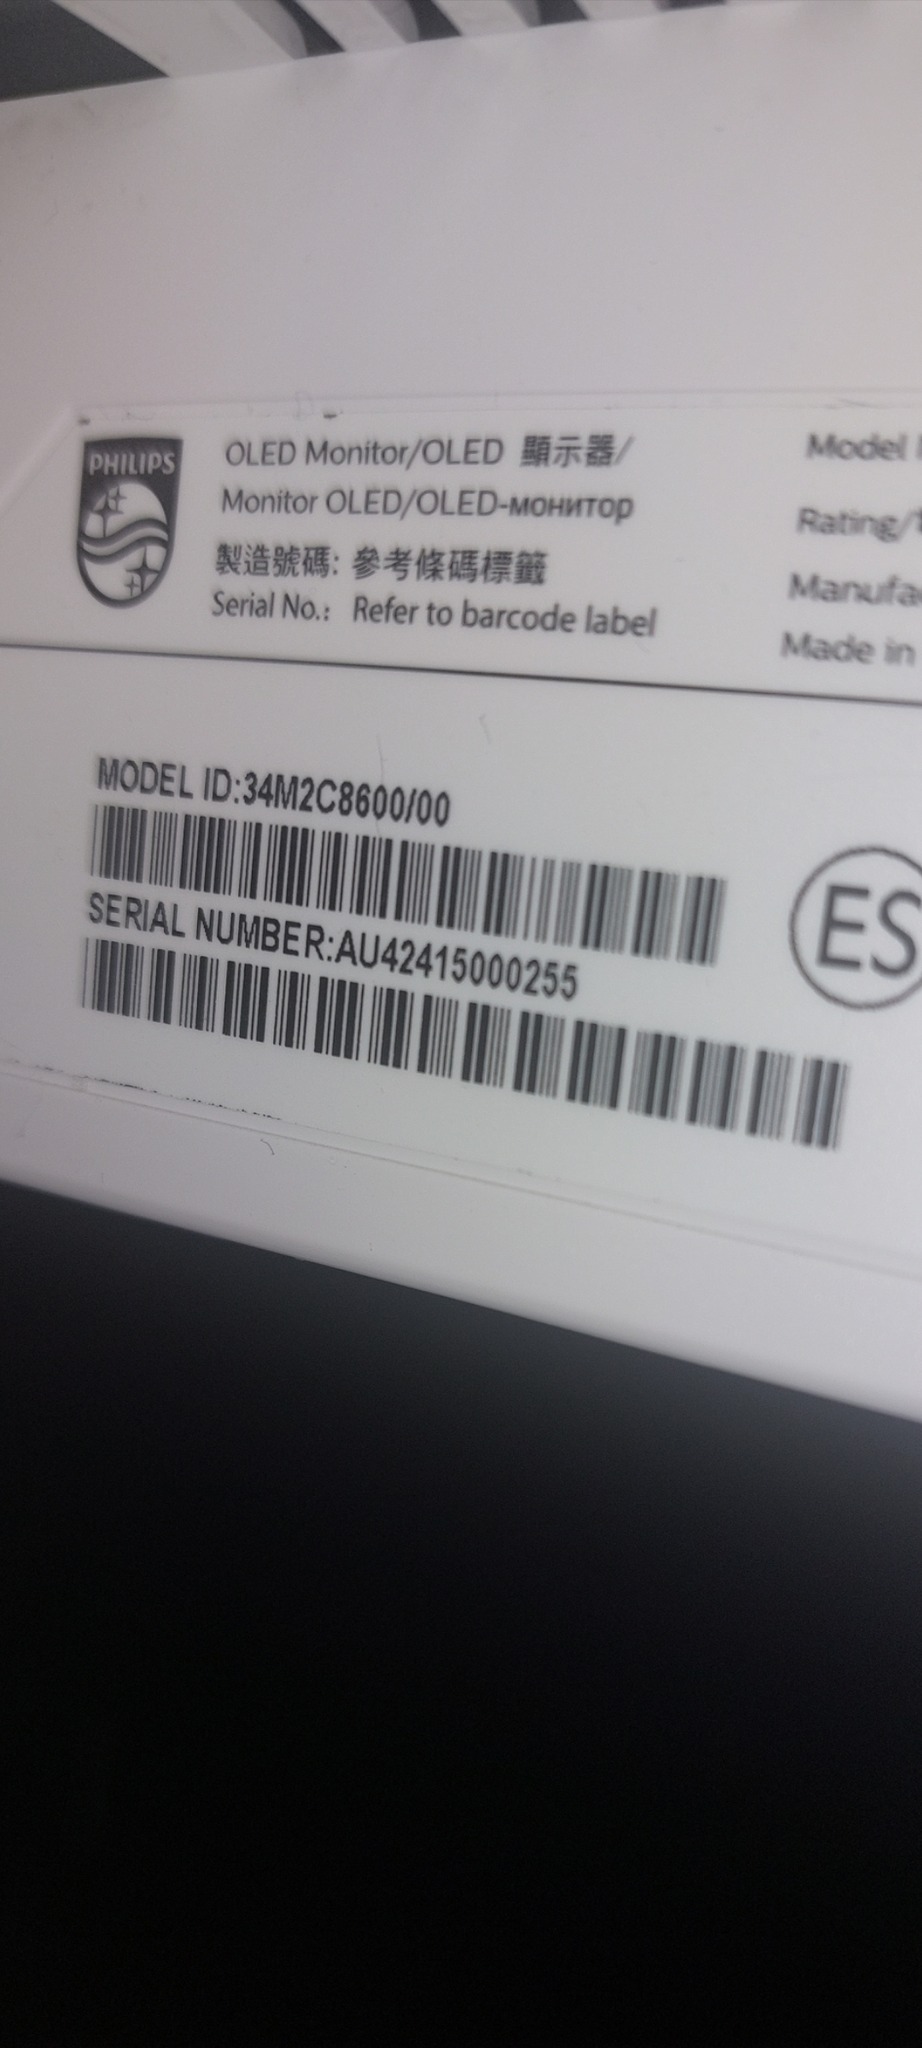 PHILIPS
OLED Monitor/OLED 顯示器/
Monitor OLED/OLED-монитор
製造號碼: 參考條碼標籤
Serial No.: Refer to barcode label
Model
Rating/
Made in
MODEL ID:34M2C8600/00
SERIAL NUMBER:AU42415000255
ES